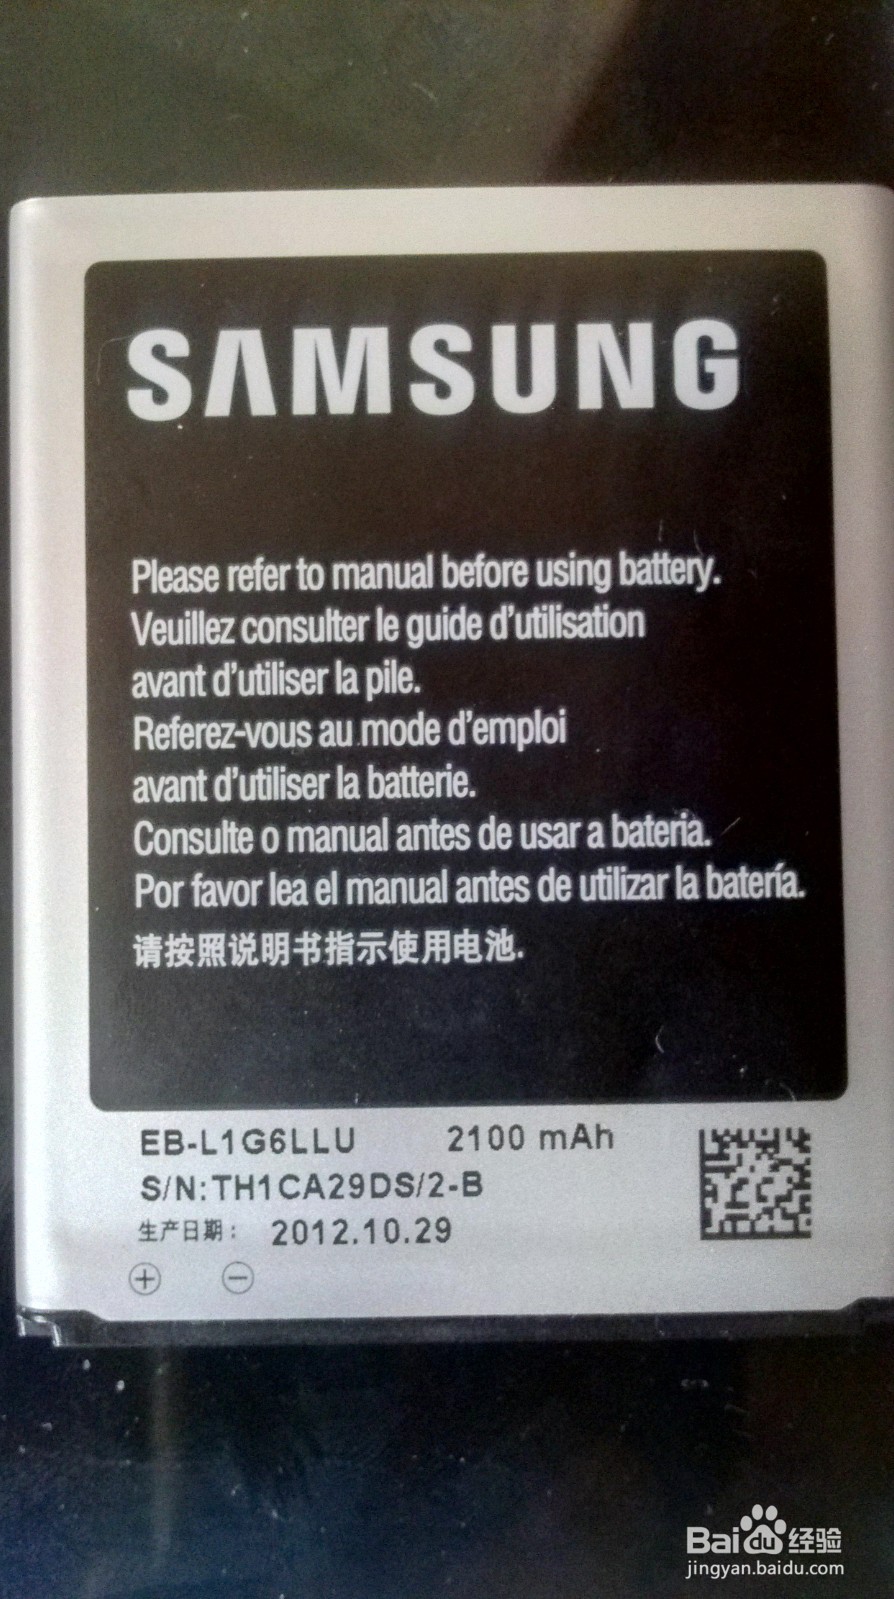 SAMSUNG
Please refer to manual before using battery.
Veuillez consulter le guide d'utilisation
avant d'utiliser la pile.
Referez-vous au mode d'emploi
avant d'utiliser la batterie.
Consulte o manual antes de usar a bateria.
Por favor lea el manual antes de utilizar la batería.
请按照说明书指示使用电池.
EB-L1G6LLU 2100 mAh
S/N:TH1CA29DS/2-B
生产日期: 2012.10.29
+ −
Bai du 经验
jingyan.baidu.com